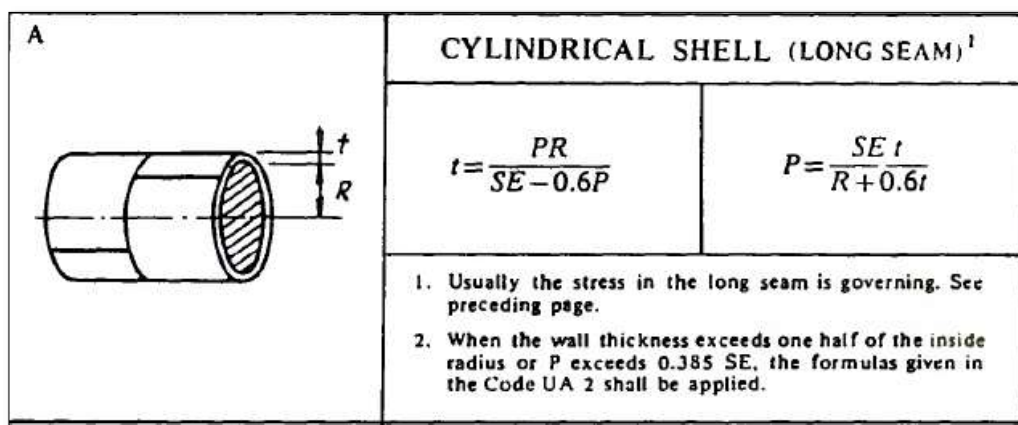 A
CYLINDRICAL SHELL (LONG SEAM)¹
t
R
t = PR / SE − 0.6P
P = SE t / R + 0.6t
1. Usually the stress in the long seam is governing. See
preceding page.
2. When the wall thickness exceeds one half of the inside
radius or P exceeds 0.385 SE, the formulas given in
the Code UA 2 shall be applied.